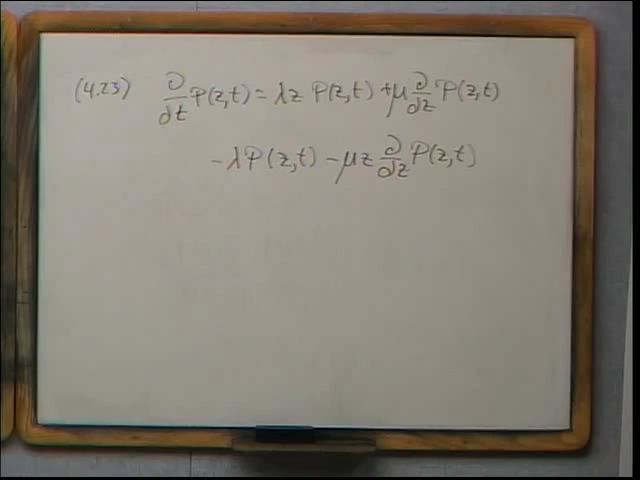 (4.23) ∂/∂t P(z,t) = λz P(z,t) + μ ∂/∂z P(z,t)
- λP(z,t) - μz ∂/∂z P(z,t)